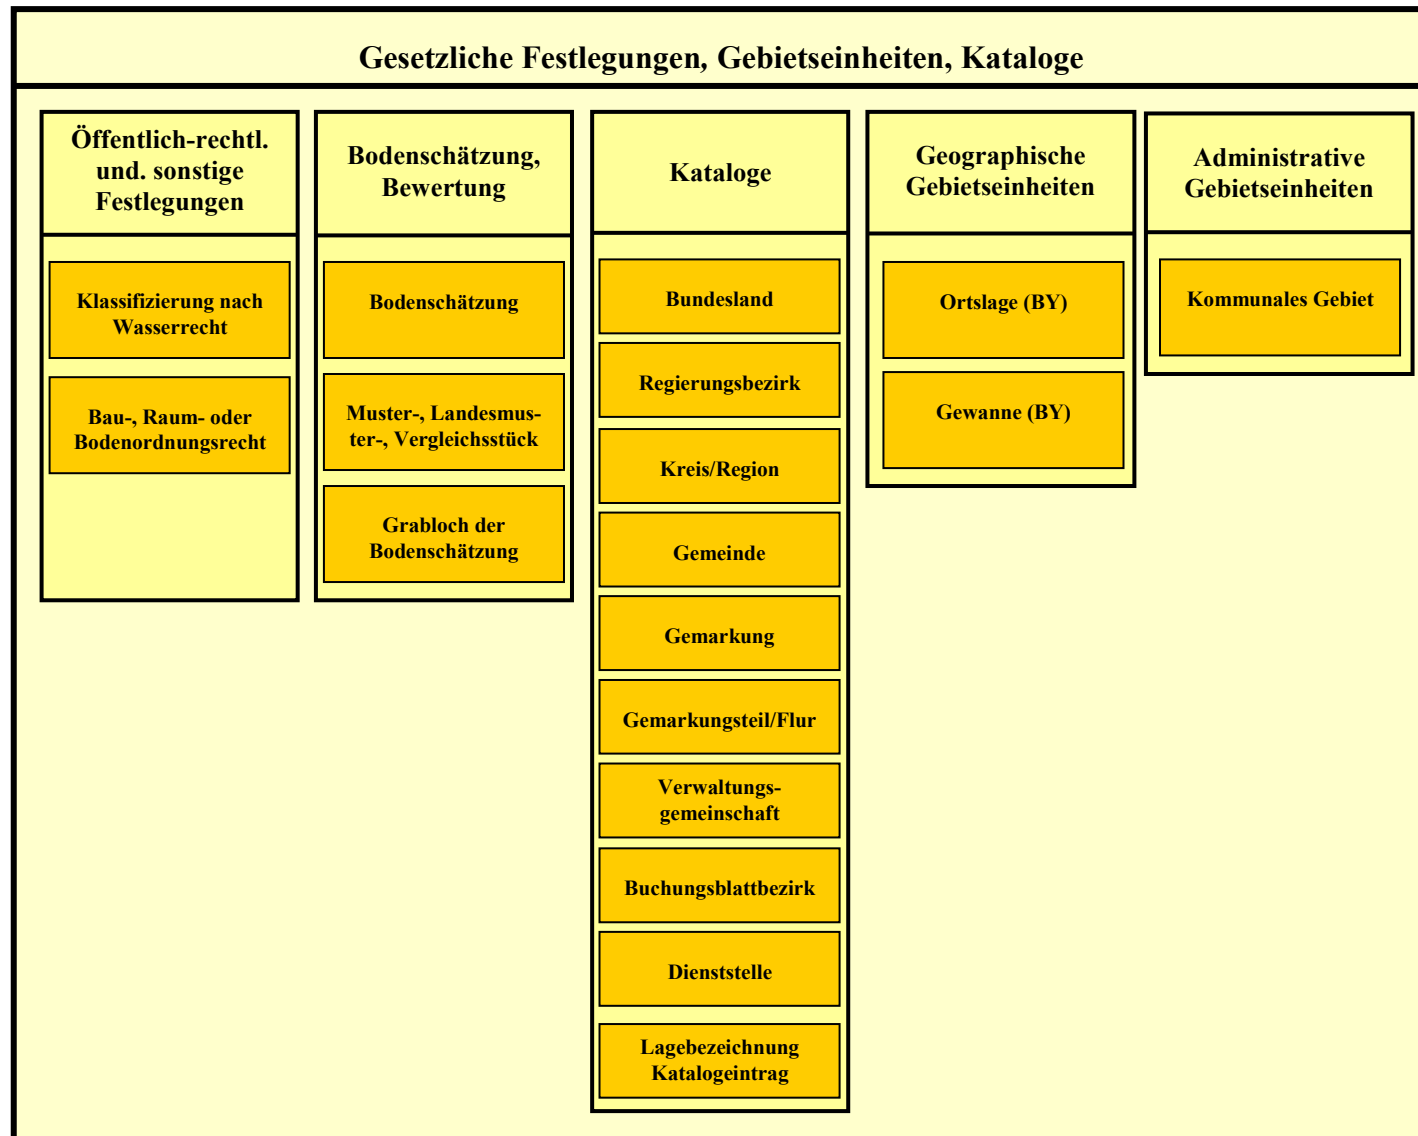 Gesetzliche Festlegungen, Gebietseinheiten, Kataloge
Öffentlich-rechtl.
und. sonstige
Festlegungen
Klassifizierung nach
Wasserrecht
Bau-, Raum- oder
Bodenordnungsrecht
Bodenschätzung,
Bewertung
Bodenschätzung
Muster-, Landesmus-
ter-, Vergleichsstück
Grabloch der
Bodenschätzung
Kataloge
Bundesland
Regierungsbezirk
Kreis/Region
Gemeinde
Gemarkung
Gemarkungsteil/Flur
Verwaltungs-
gemeinschaft
Buchungsblattbezirk
Dienststelle
Lagebezeichnung
Katalogeintrag
Geographische
Gebietseinheiten
Ortslage (BY)
Gewanne (BY)
Administrative
Gebietseinheiten
Kommunales Gebiet